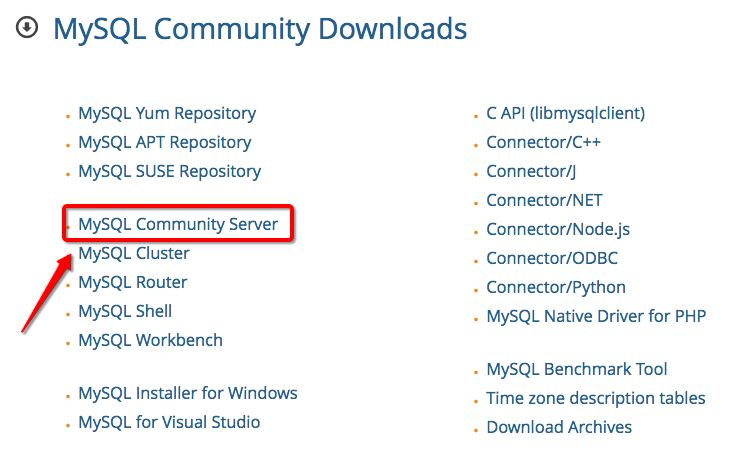 MySQL Community Downloads
MySQL Yum Repository
MySQL APT Repository
MySQL SUSE Repository
MySQL Community Server
MySQL Cluster
MySQL Router
MySQL Shell
MySQL Workbench
MySQL Installer for Windows
MySQL for Visual Studio
C API (libmysqlclient)
Connector/C++
Connector/J
Connector/NET
Connector/Node.js
Connector/ODBC
Connector/Python
MySQL Native Driver for PHP
MySQL Benchmark Tool
Time zone description tables
Download Archives